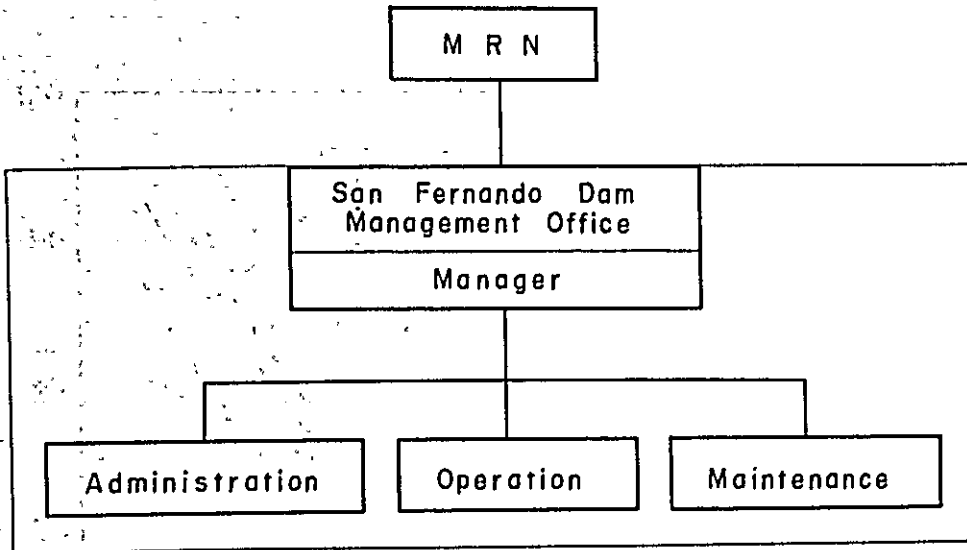 M R N
San Fernando Dam
Management Office
Manager
Administration
Operation
Maintenance